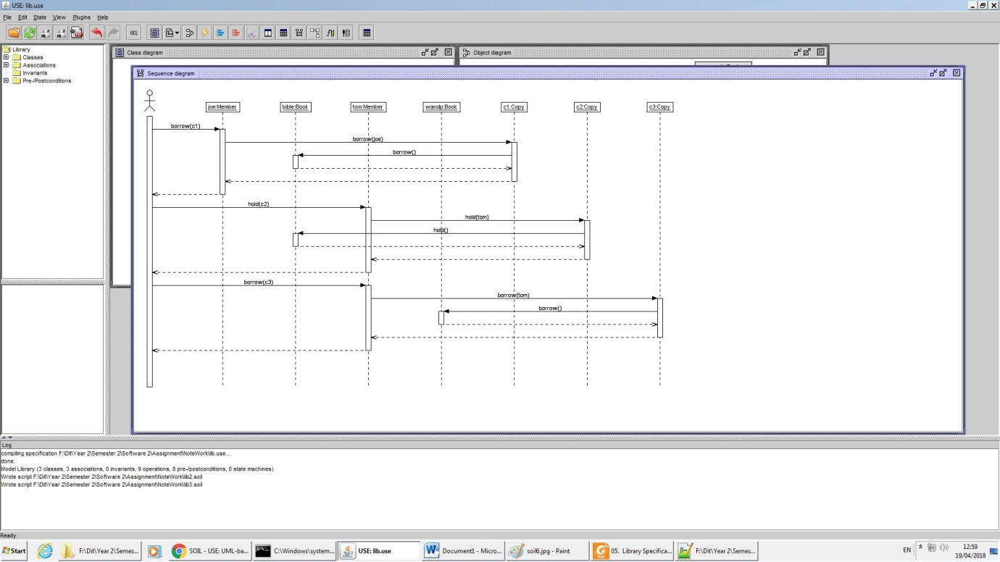 USE: lib.use
File Edit State View Plugins Help
OCL
Library
Classes
Associations
Invariants
Pre-/Postconditions
Class diagram
Object diagram
Sequence diagram
joe:Member bible:Book tom:Member wandp:Book c1:Copy c2:Copy c3:Copy
borrow(c1)
borrow(joe)
borrow()
hold(c2)
hold(tom)
hold()
borrow(c3)
borrow(tom)
borrow()
Log
compiling specification F:\Dit\Year 2\Semester 2\Software 2\Assignment\NoteWork\lib.use...
done.
Model Library (3 classes, 3 associations, 0 invariants, 9 operations, 8 pre-/postconditions, 0 state machines)
Wrote script F:\Dit\Year 2\Semester 2\Software 2\Assignment\NoteWork\lib2.soil
Wrote script F:\Dit\Year 2\Semester 2\Software 2\Assignment\NoteWork\lib3.soil
Ready.
Start F:\Dit\Year 2\Semes... SOIL - USE: UML-ba... C:\Windows\system... USE: lib.use Document1 - Micro... soil6.jpg - Paint 05. Library Specifica... F:\Dit\Year 2\Semes... EN 12:59
19/04/2018